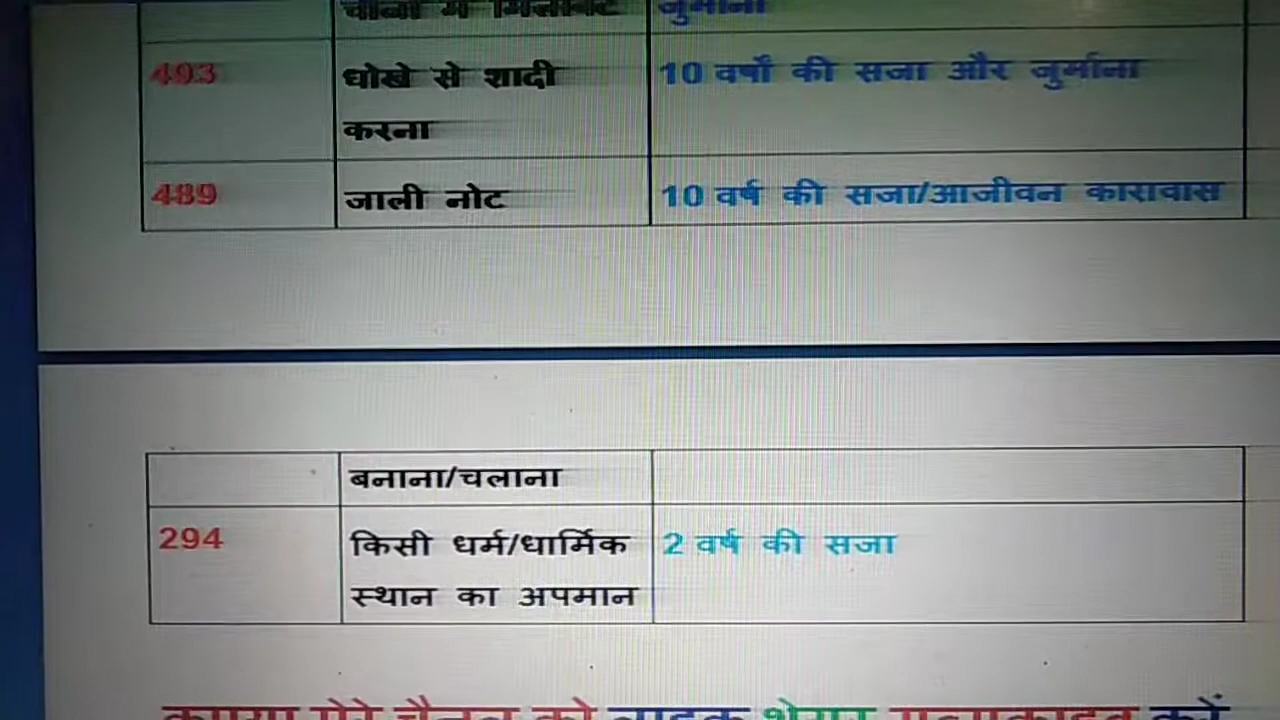 जुर्माना
493 धोखे से शादी 10 वर्षों की सजा और जुर्माना
करना
489 जाली नोट 10 वर्ष की सजा/आजीवन कारावास
बनाना/चलाना
294 किसी धर्म/धार्मिक 2 वर्ष की सजा
स्थान का अपमान